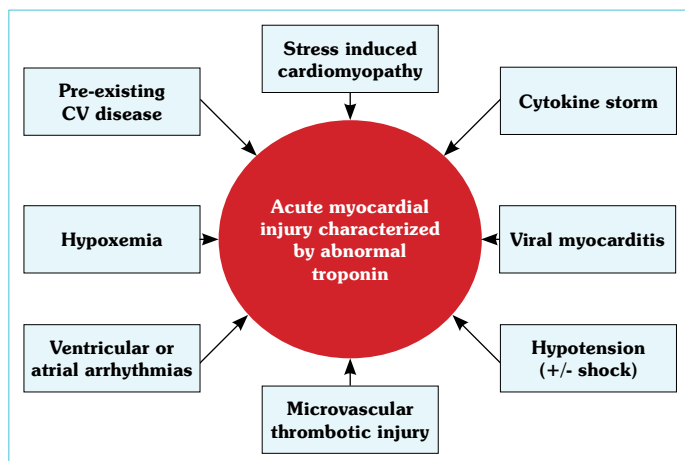 Stress induced
cardiomyopathy
Pre-existing
CV disease
Cytokine storm
Acute myocardial
injury characterized
by abnormal
troponin
Hypoxemia
Viral myocarditis
Ventricular or
atrial arrhythmias
Hypotension
(+/- shock)
Microvascular
thrombotic injury